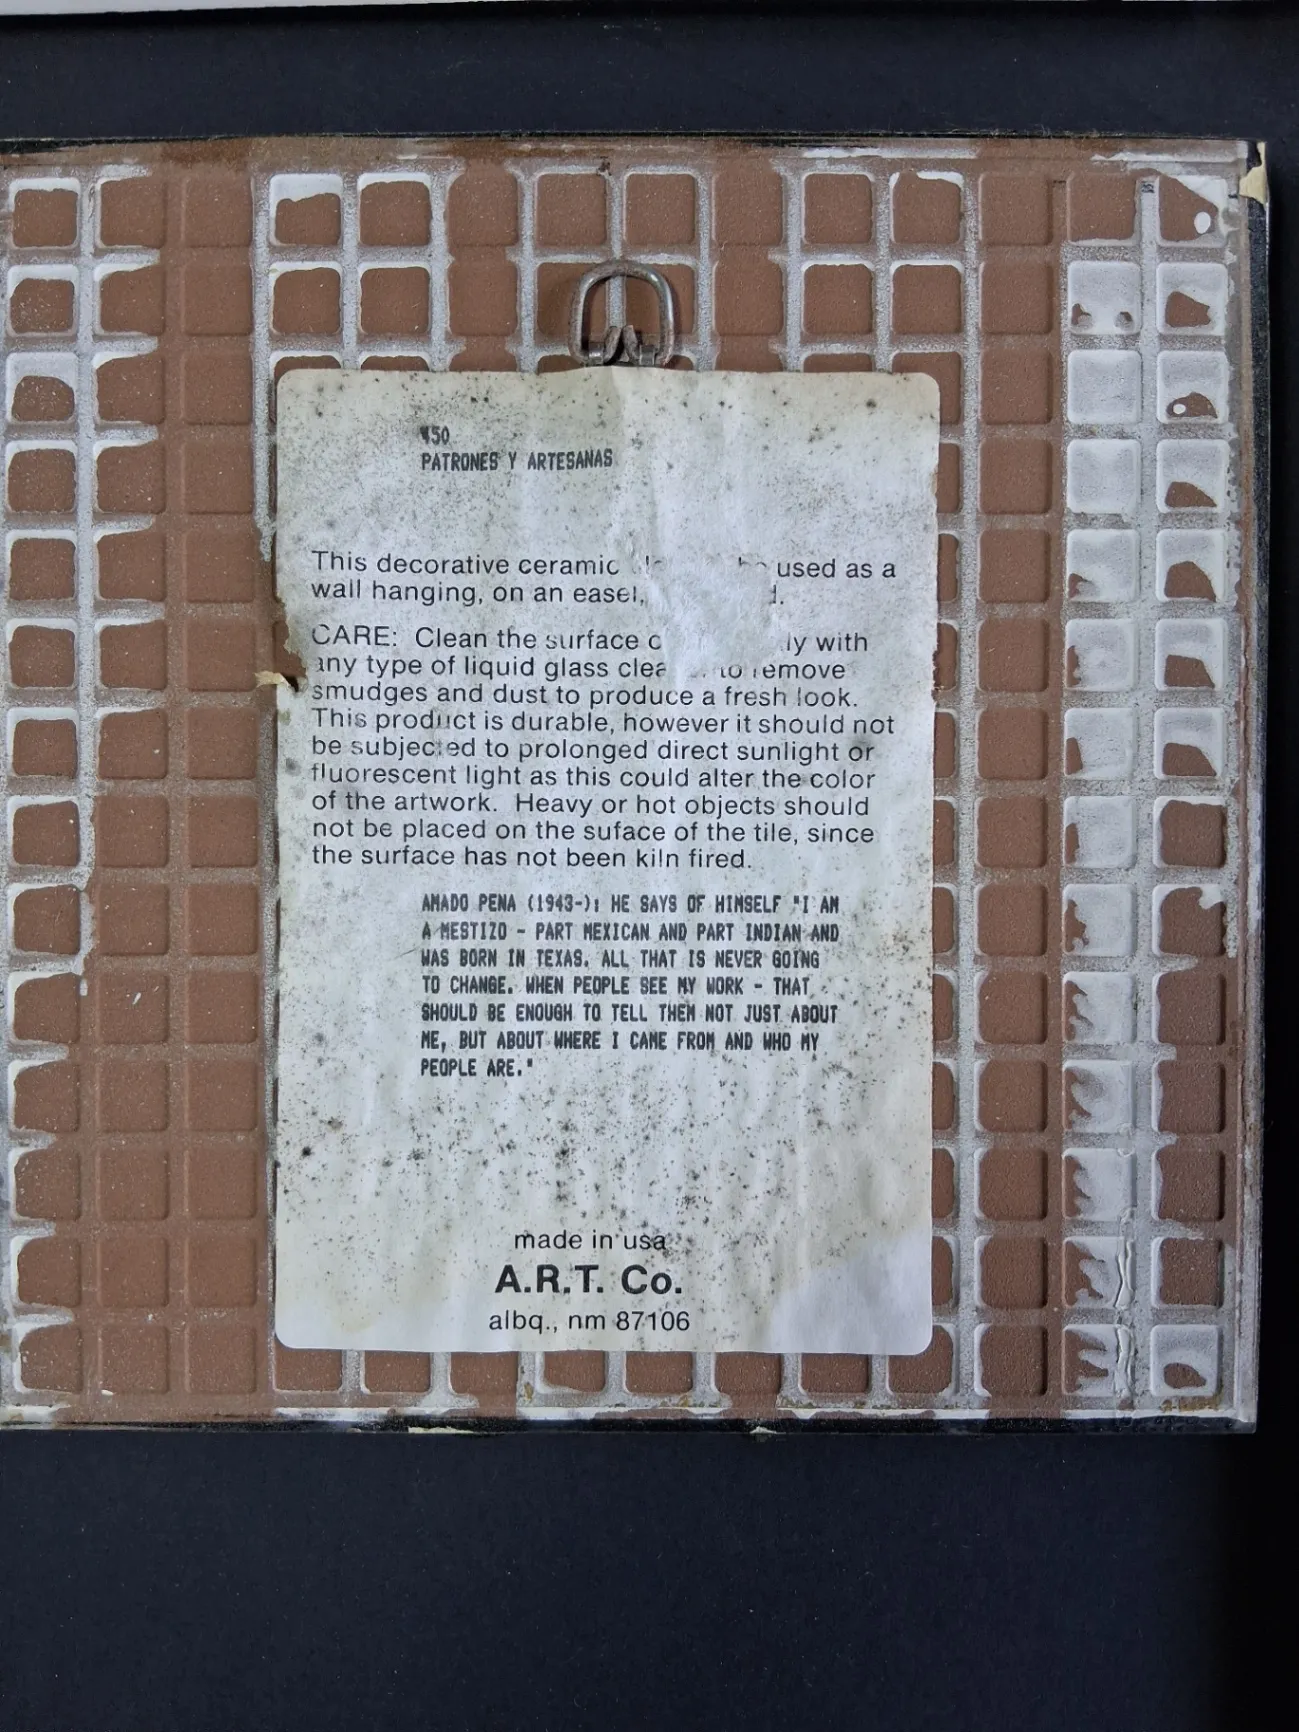 PATRONES Y ARTESANAS
This decorative ceramic used as a
wall hanging, on an easel,
CARE: Clean the surface with
any type of liquid glass to remove
smudges and dust to produce a fresh look.
This product is durable, however it should not
be subjected to prolonged direct sunlight or
fluorescent light as this could alter the color
of the artwork. Heavy or hot objects should
not be placed on the suface of the tile, since
the surface has not been kiln fired.
AMADO PENA (1943-): HE SAYS OF HIMSELF "I AM
A MESTIZO - PART MEXICAN AND PART INDIAN AND
WAS BORN IN TEXAS. ALL THAT IS NEVER GOING
TO CHANGE. WHEN PEOPLE SEE MY WORK - THAT
SHOULD BE ENOUGH TO TELL THEM NOT JUST ABOUT
ME, BUT ABOUT WHERE I CAME FROM AND WHO MY
PEOPLE ARE."
made in usa
A.R.T. Co.
albq., nm 87106